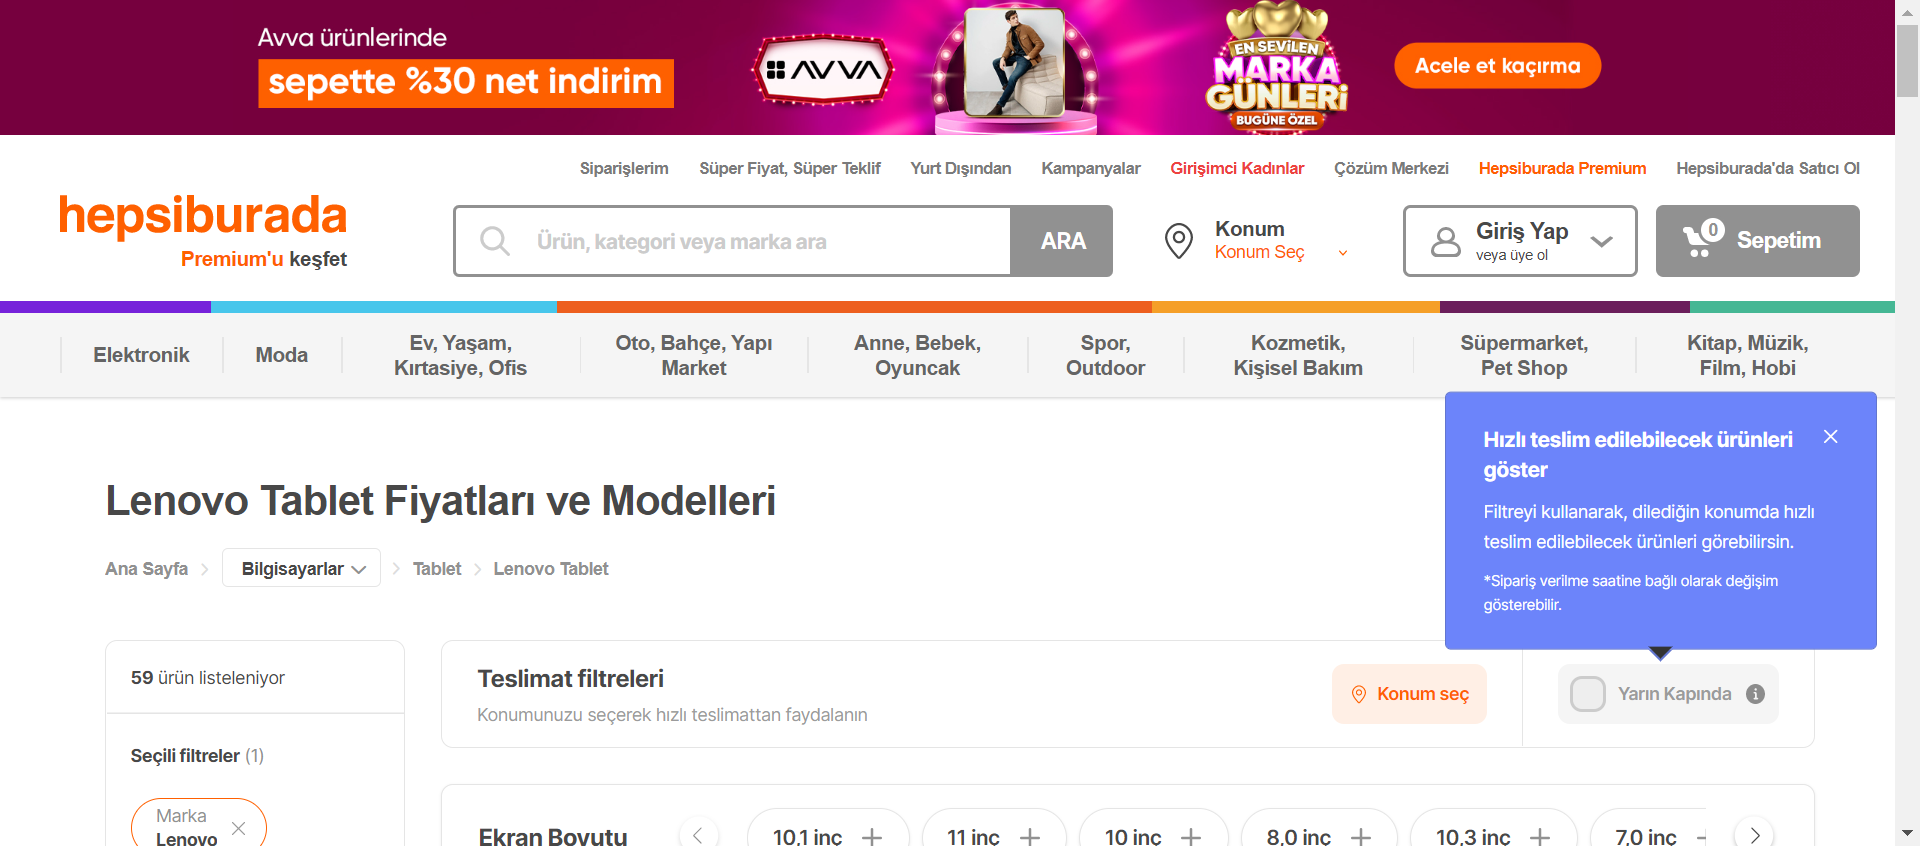 Avva ürünlerinde
sepette %30 net indirim
AVVA
EN SEVİLEN
MARKA
GÜNLERİ
BUGÜNE ÖZEL
Acele et kaçırma
Siparişlerim
Süper Fiyat, Süper Teklif
Yurt Dışından
Kampanyalar
Girişimci Kadınlar
Çözüm Merkezi
Hepsiburada Premium
Hepsiburada'da Satıcı Ol
hepsiburada
Premium'u keşfet
Ürün, kategori veya marka ara
ARA
Konum
Konum Seç
Giriş Yap
veya üye ol
0
Sepetim
Elektronik
Moda
Ev, Yaşam,
Kırtasiye, Ofis
Oto, Bahçe, Yapı
Market
Anne, Bebek,
Oyuncak
Spor,
Outdoor
Kozmetik,
Kişisel Bakım
Süpermarket,
Pet Shop
Kitap, Müzik,
Film, Hobi
Hızlı teslim edilebilecek ürünleri
göster
Filtreyi kullanarak, dilediğin konumda hızlı
teslim edilebilecek ürünleri görebilirsin.
*Sipariş verilme saatine bağlı olarak değişim
gösterebilir.
Lenovo Tablet Fiyatları ve Modelleri
Ana Sayfa
Bilgisayarlar
Tablet
Lenovo Tablet
59 ürün listeleniyor
Teslimat filtreleri
Konumunuzu seçerek hızlı teslimattan faydalanın
Konum seç
Yarın Kapında
Seçili filtreler (1)
Marka
Lenovo
Ekran Boyutu
10,1 inç
11 inç
10 inç
8,0 inç
10,3 inç
7,0 inç